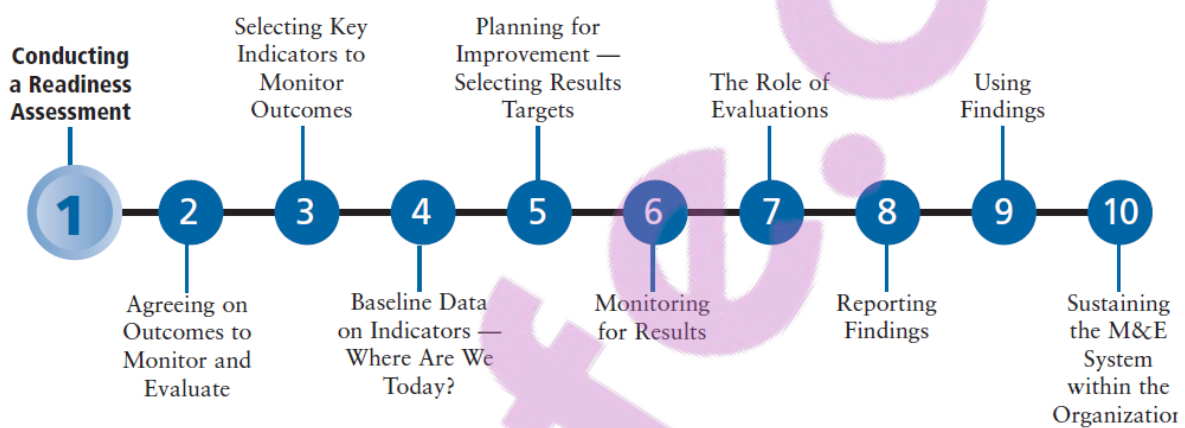 Conducting
a Readiness
Assessment
1
2
Agreeing on
Outcomes to
Monitor and
Evaluate
Selecting Key
Indicators to
Monitor
Outcomes
3
4
Baseline Data
on Indicators —
Where Are We
Today?
Planning for
Improvement —
Selecting Results
Targets
5
6
Monitoring
for Results
The Role of
Evaluations
7
8
Reporting
Findings
Using
Findings
9
10
Sustaining
the M&E
System
within the
Organization